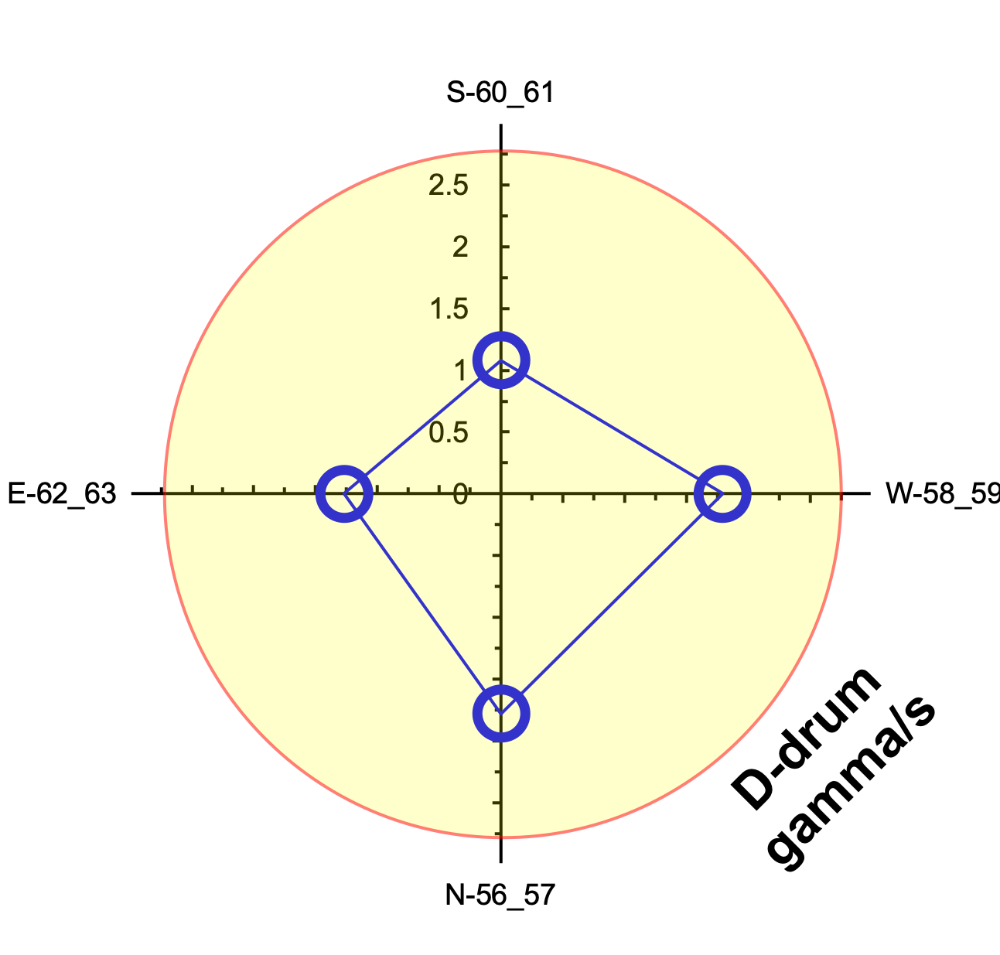 S-60_61
2.5
2
1.5
1
0.5
E-62_63
0
W-58_59
D-drum
gamma/s
N-56_57